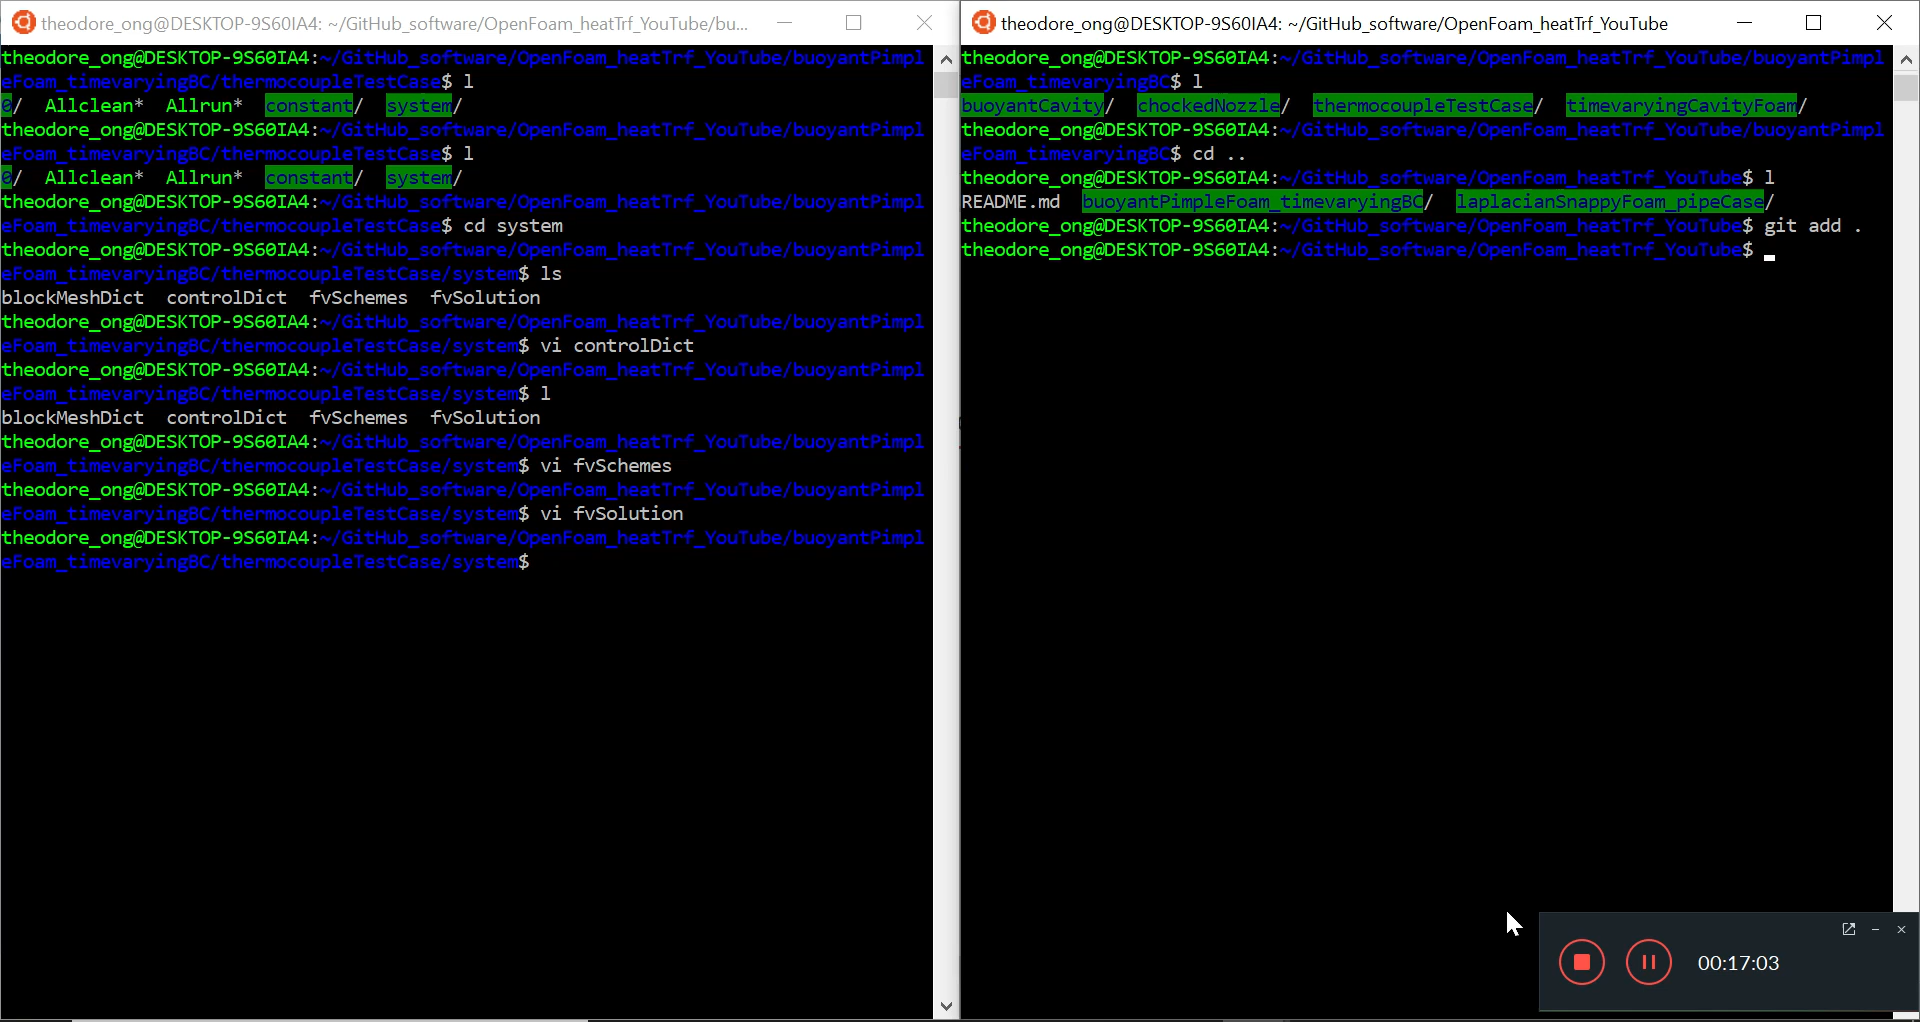 theodore_ong@DESKTOP-9S60IA4: ~/GitHub_software/OpenFoam_heatTrf_YouTube/bu...
theodore_ong@DESKTOP-9S60IA4:~/GitHub_software/OpenFoam_heatTrf_YouTube/buoyantPimpl
eFoam_timevaryingBC/thermocoupleTestCase$ l
0/  Allclean*  Allrun*  constant/  system/
theodore_ong@DESKTOP-9S60IA4:~/GitHub_software/OpenFoam_heatTrf_YouTube/buoyantPimpl
eFoam_timevaryingBC/thermocoupleTestCase$ l
0/  Allclean*  Allrun*  constant/  system/
theodore_ong@DESKTOP-9S60IA4:~/GitHub_software/OpenFoam_heatTrf_YouTube/buoyantPimpl
eFoam_timevaryingBC/thermocoupleTestCase$ cd system
theodore_ong@DESKTOP-9S60IA4:~/GitHub_software/OpenFoam_heatTrf_YouTube/buoyantPimpl
eFoam_timevaryingBC/thermocoupleTestCase/system$ ls
blockMeshDict  controlDict  fvSchemes  fvSolution
theodore_ong@DESKTOP-9S60IA4:~/GitHub_software/OpenFoam_heatTrf_YouTube/buoyantPimpl
eFoam_timevaryingBC/thermocoupleTestCase/system$ vi controlDict
theodore_ong@DESKTOP-9S60IA4:~/GitHub_software/OpenFoam_heatTrf_YouTube/buoyantPimpl
eFoam_timevaryingBC/thermocoupleTestCase/system$ l
blockMeshDict  controlDict  fvSchemes  fvSolution
theodore_ong@DESKTOP-9S60IA4:~/GitHub_software/OpenFoam_heatTrf_YouTube/buoyantPimpl
eFoam_timevaryingBC/thermocoupleTestCase/system$ vi fvSchemes
theodore_ong@DESKTOP-9S60IA4:~/GitHub_software/OpenFoam_heatTrf_YouTube/buoyantPimpl
eFoam_timevaryingBC/thermocoupleTestCase/system$ vi fvSolution
theodore_ong@DESKTOP-9S60IA4:~/GitHub_software/OpenFoam_heatTrf_YouTube/buoyantPimpl
eFoam_timevaryingBC/thermocoupleTestCase/system$
theodore_ong@DESKTOP-9S60IA4: ~/GitHub_software/OpenFoam_heatTrf_YouTube
theodore_ong@DESKTOP-9S60IA4:~/GitHub_software/OpenFoam_heatTrf_YouTube/buoyantPimpl
eFoam_timevaryingBC$ l
buoyantCavity/  chockedNozzle/  thermocoupleTestCase/  timevaryingCavityFoam/
theodore_ong@DESKTOP-9S60IA4:~/GitHub_software/OpenFoam_heatTrf_YouTube/buoyantPimpl
eFoam_timevaryingBC$ cd ..
theodore_ong@DESKTOP-9S60IA4:~/GitHub_software/OpenFoam_heatTrf_YouTube$ l
README.md  buoyantPimpleFoam_timevaryingBC/  laplacianSnappyFoam_pipeCase/
theodore_ong@DESKTOP-9S60IA4:~/GitHub_software/OpenFoam_heatTrf_YouTube$ git add .
theodore_ong@DESKTOP-9S60IA4:~/GitHub_software/OpenFoam_heatTrf_YouTube$
00:17:03